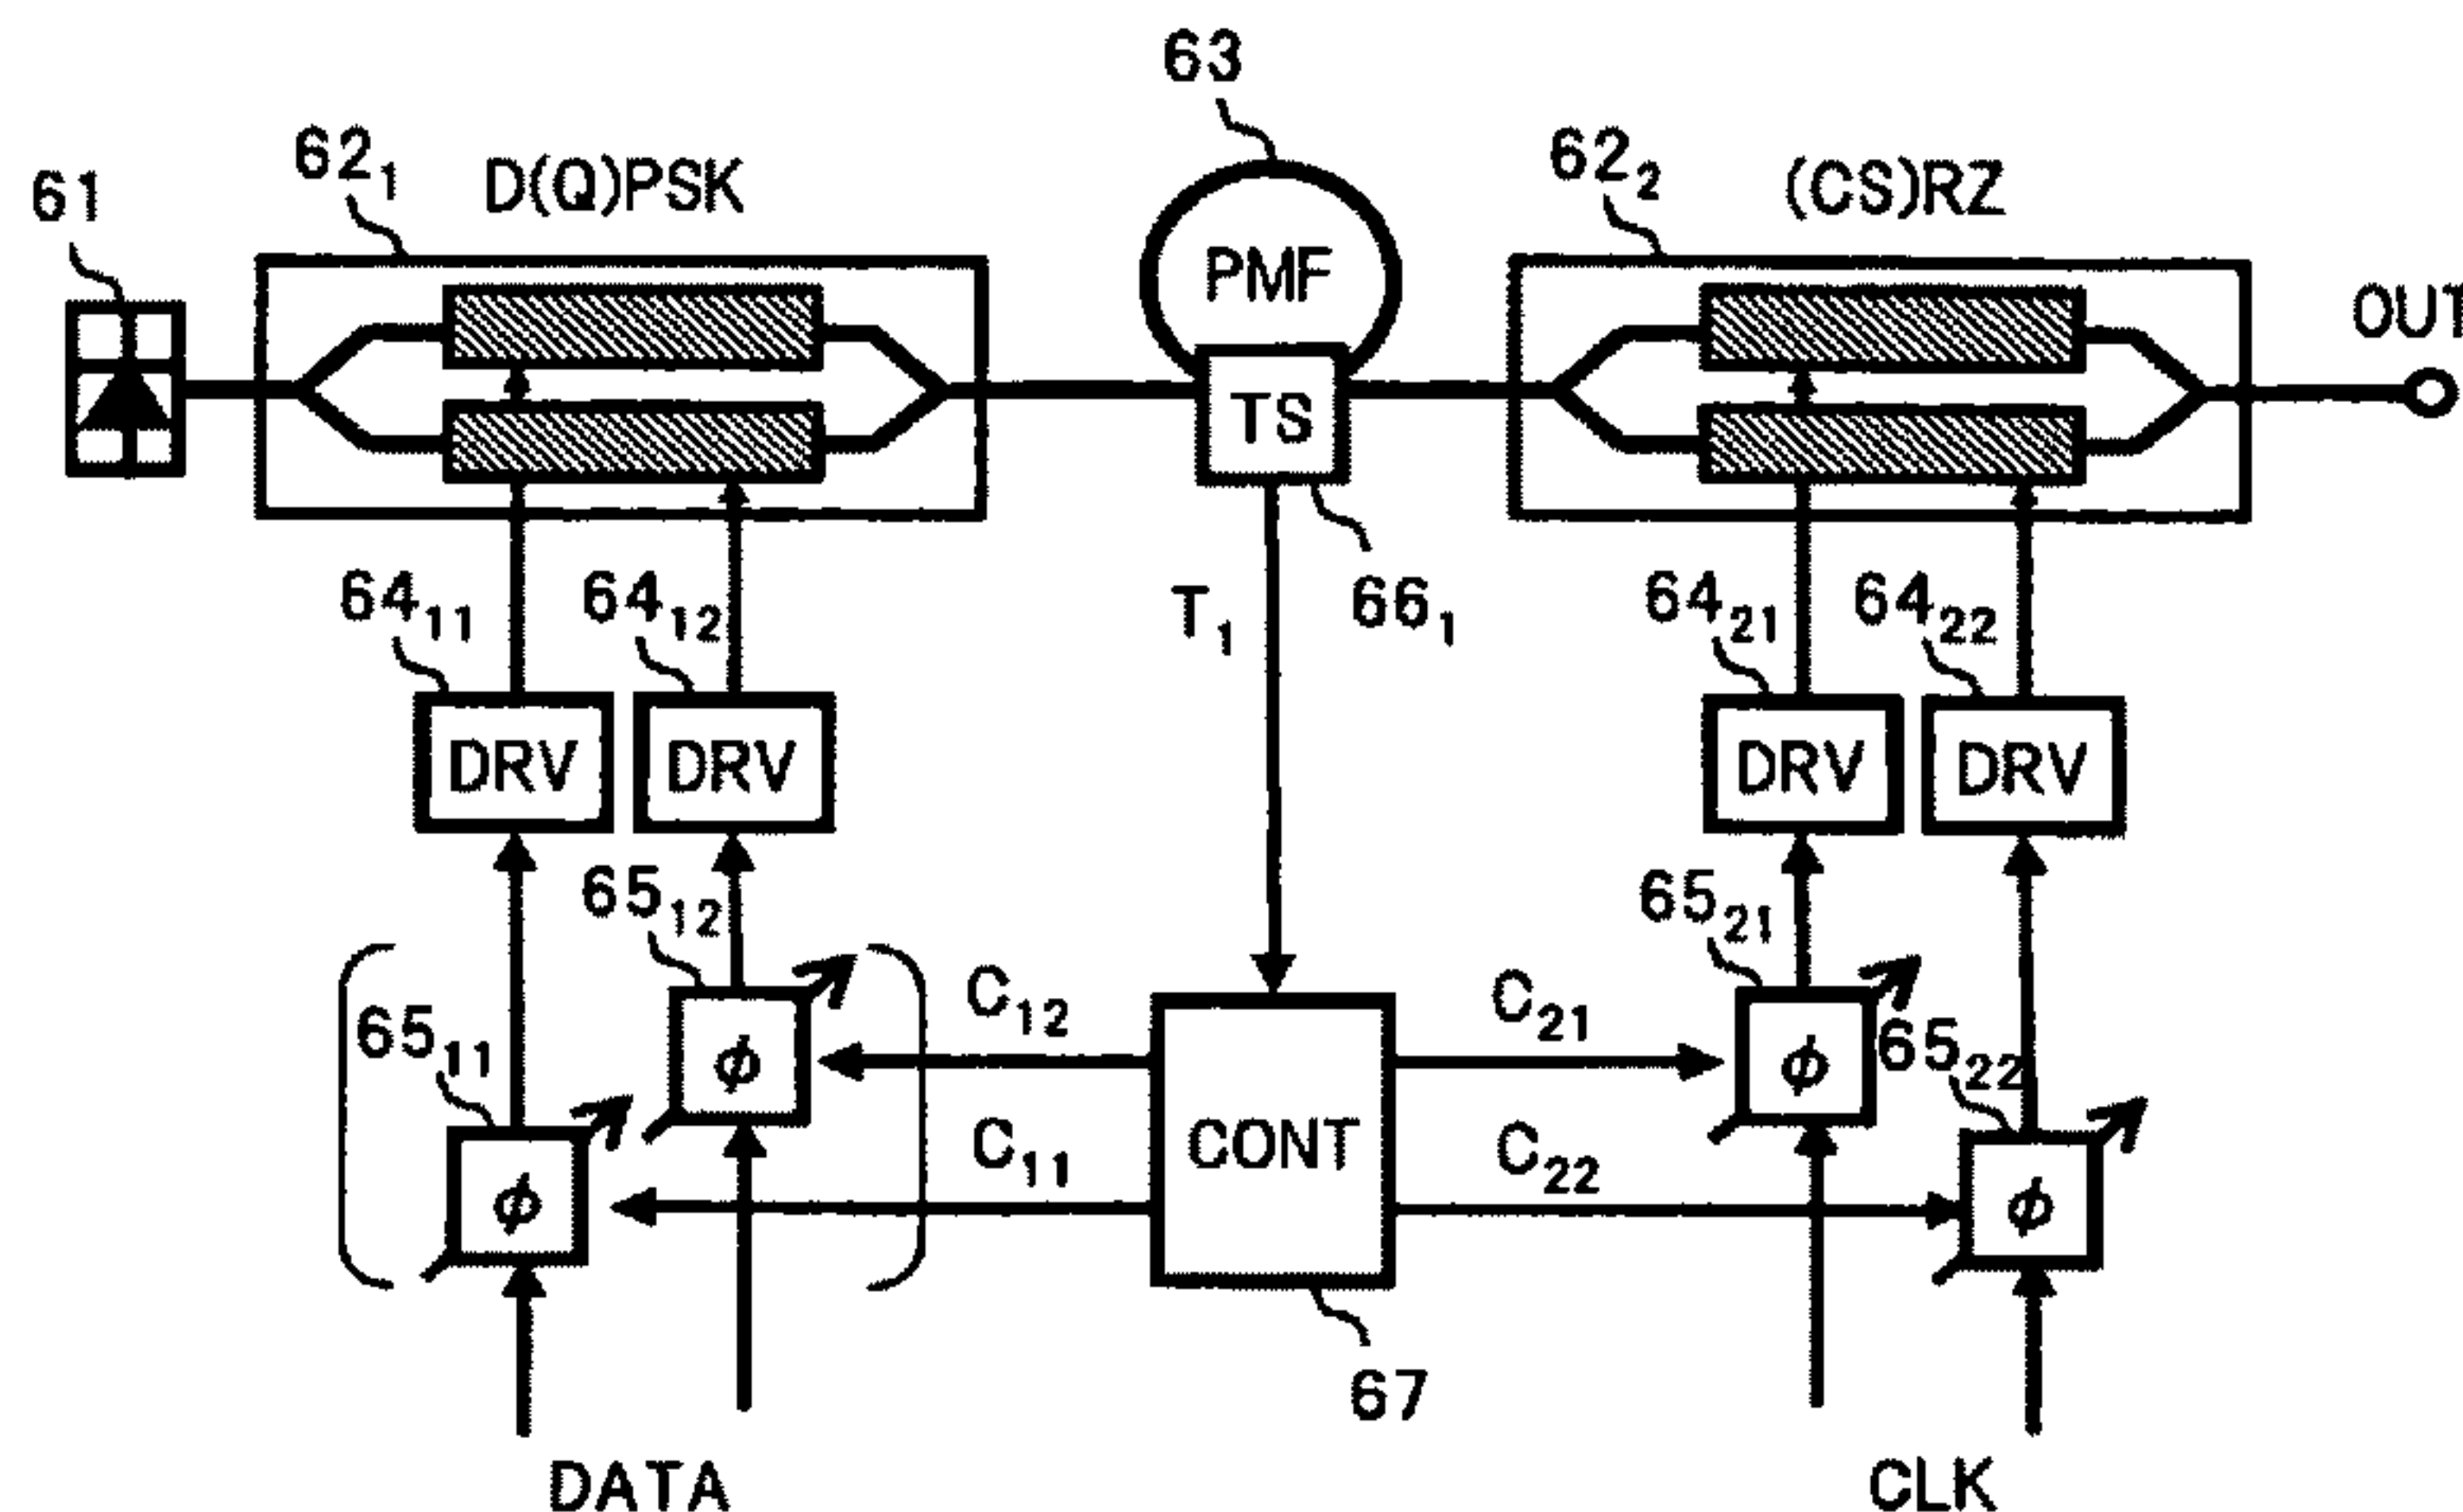 63
61
62₁ D(Q)PSK
62₂ (CS)RZ
PMF
OUT
TS
64₁₁ 64₁₂
T₁
66₁
64₂₁ 64₂₂
DRV DRV
DRV DRV
65₁₂
65₂₁
65₁₁
C₁₂
C₂₁
65₂₂
ϕ
ϕ
C₁₁
CONT
C₂₂
ϕ
ϕ
67
DATA
CLK